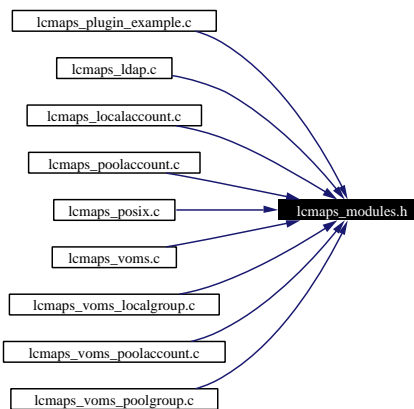 lcmaps_plugin_example.c
lcmaps_ldap.c
lcmaps_localaccount.c
lcmaps_poolaccount.c
lcmaps_posix.c
lcmaps_modules.h
lcmaps_voms.c
lcmaps_voms_localgroup.c
lcmaps_voms_poolaccount.c
lcmaps_voms_poolgroup.c